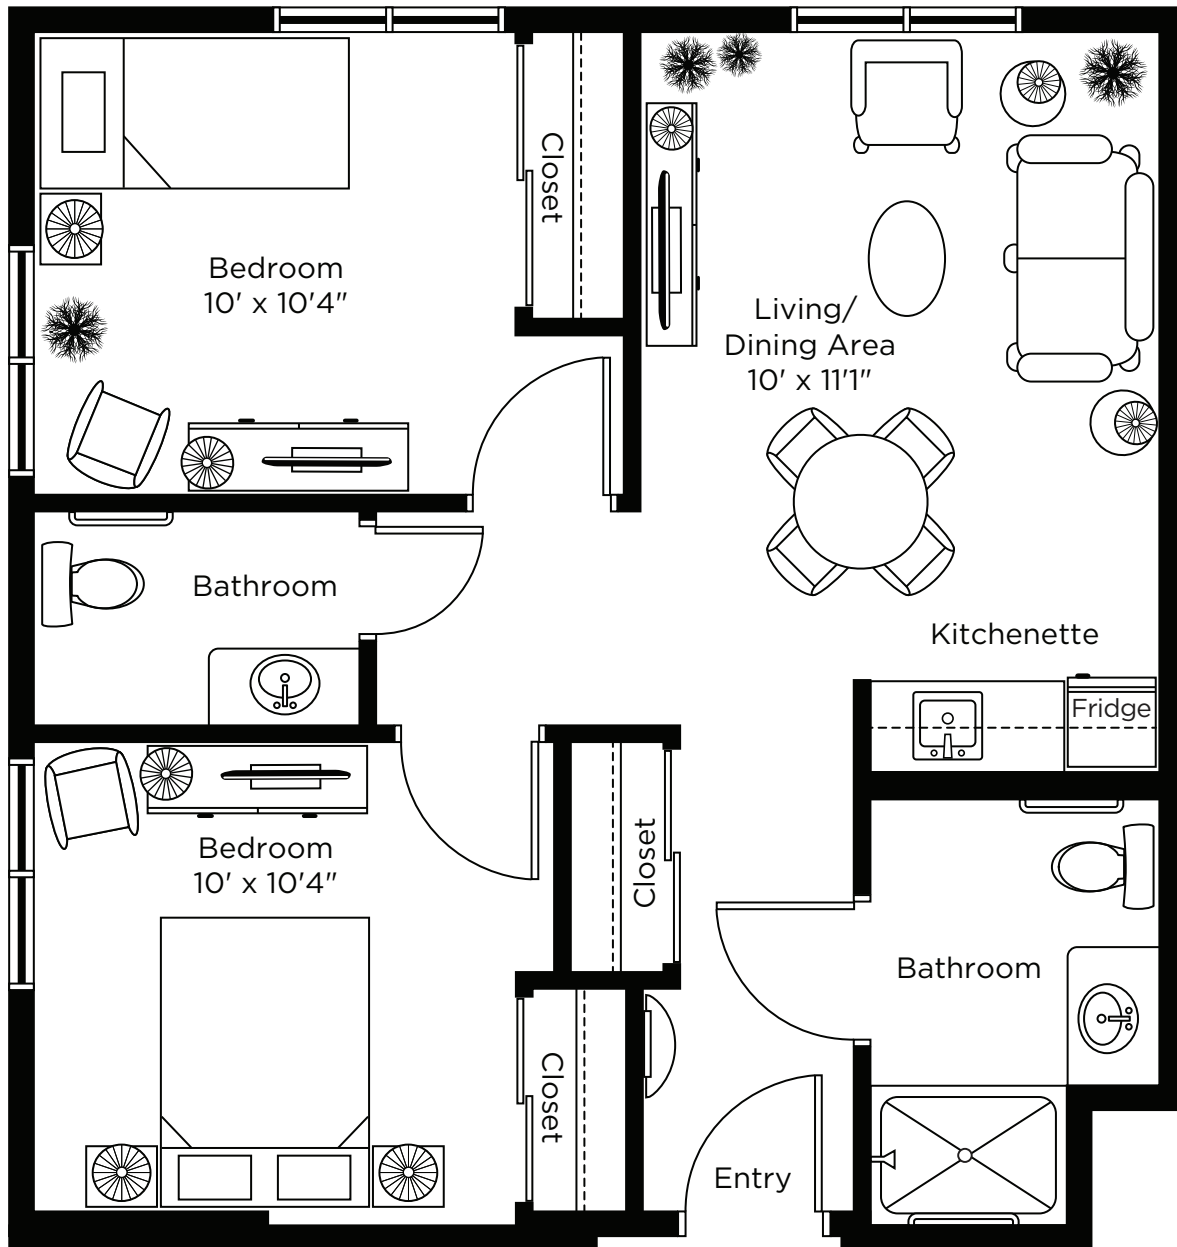 Closet
Bedroom
10' x 10'4"
Living/
Dining Area
10' x 11'1"
Bathroom
Kitchenette
Fridge
Closet
Bedroom
10' x 10'4"
Bathroom
Closet
Entry